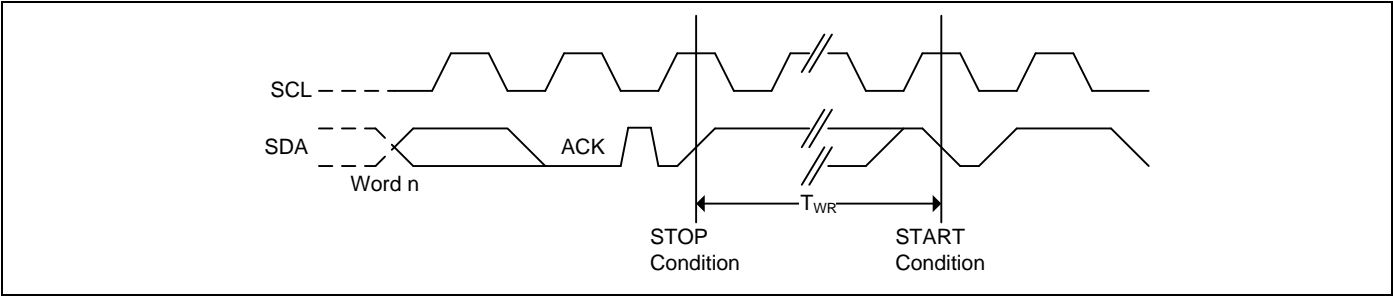 SCL
SDA
ACK
Word n
TWR
STOP
Condition
START
Condition